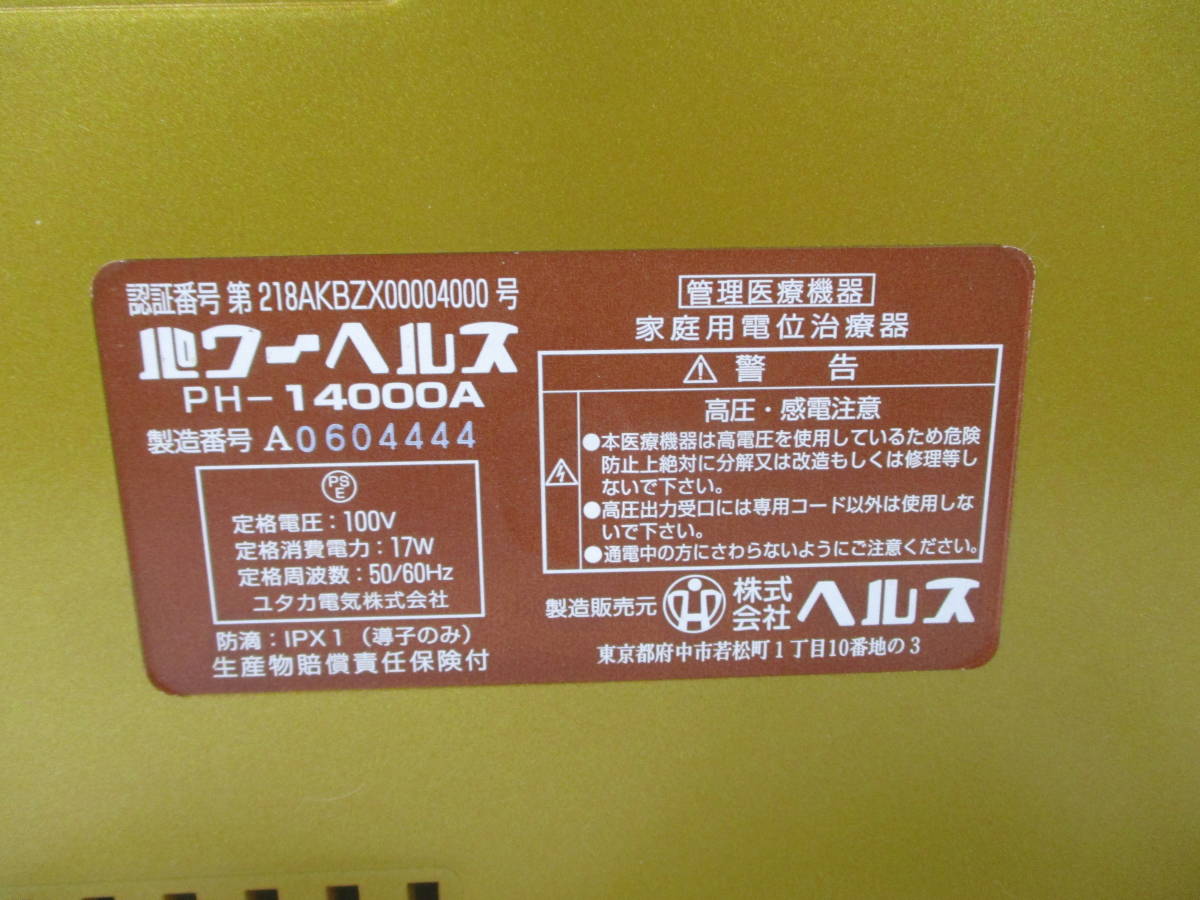 認証番号 第 218AKBZX00004000 号
パワーヘルス
PH-14000A
製造番号 A0604444
PSE
定格電圧：100V
定格消費電力：17W
定格周波数：50/60Hz
ユタカ電気株式会社
防滴：IPX1（導子のみ）
生産物賠償責任保険付
管理医療機器
家庭用電位治療器
警 告
高圧・感電注意
●本医療機器は高電圧を使用しているため危険
防止上絶対に分解又は改造もしくは修理等し
ないで下さい。
●高圧出力受口には専用コード以外は使用しな
いで下さい。
●通電中の方にさわらないようにご注意ください。
製造販売元 株式会社 ヘルス
東京都府中市若松町1丁目10番地の3